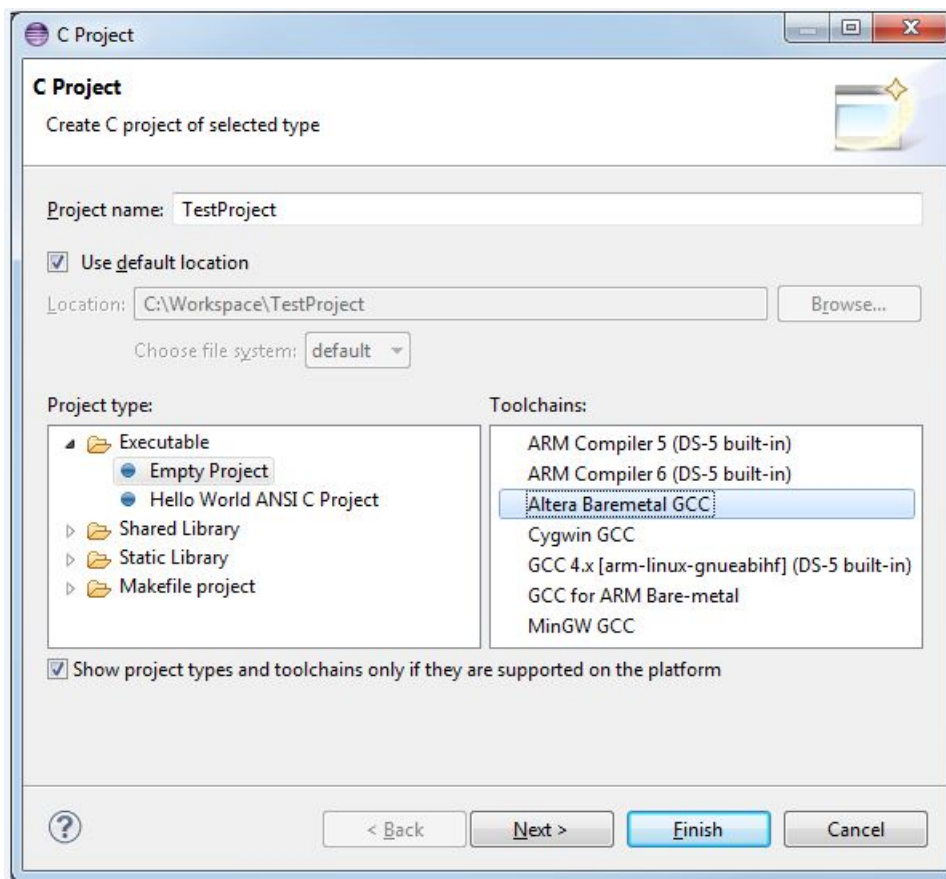 C Project
C Project
Create C project of selected type
Project name: TestProject
Use default location
Location: C:\Workspace\TestProject Browse...
Choose file system: default
Project type: Toolchains:
Executable
Empty Project
Hello World ANSI C Project
Shared Library
Static Library
Makefile project
ARM Compiler 5 (DS-5 built-in)
ARM Compiler 6 (DS-5 built-in)
Altera Baremetal GCC
Cygwin GCC
GCC 4.x [arm-linux-gnueabihf] (DS-5 built-in)
GCC for ARM Bare-metal
MinGW GCC
Show project types and toolchains only if they are supported on the platform
? < Back Next > Finish Cancel